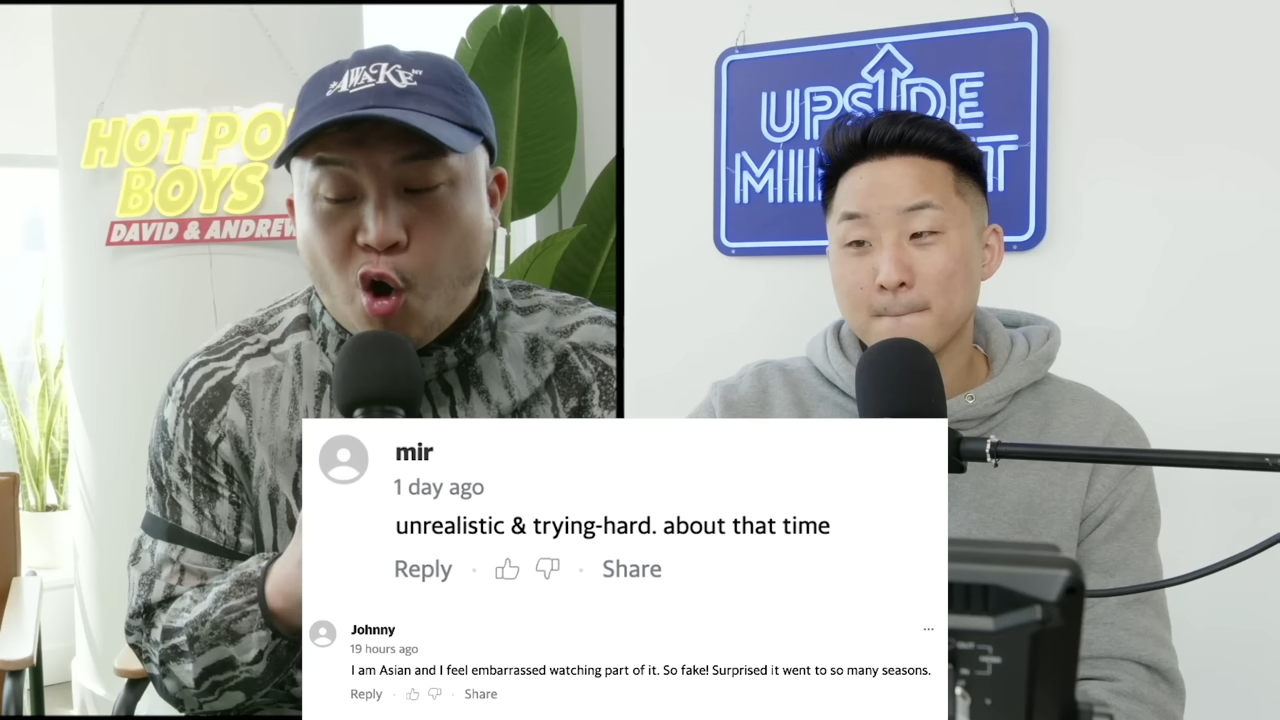 AWAKE
NY
HOT PO
BOYS
DAVID & ANDREW
UPSIDE
mir
1 day ago
unrealistic & trying-hard. about that time
Reply · · Share
Johnny
19 hours ago
I am Asian and I feel embarrassed watching part of it. So fake! Surprised it went to so many seasons.
Reply · · Share